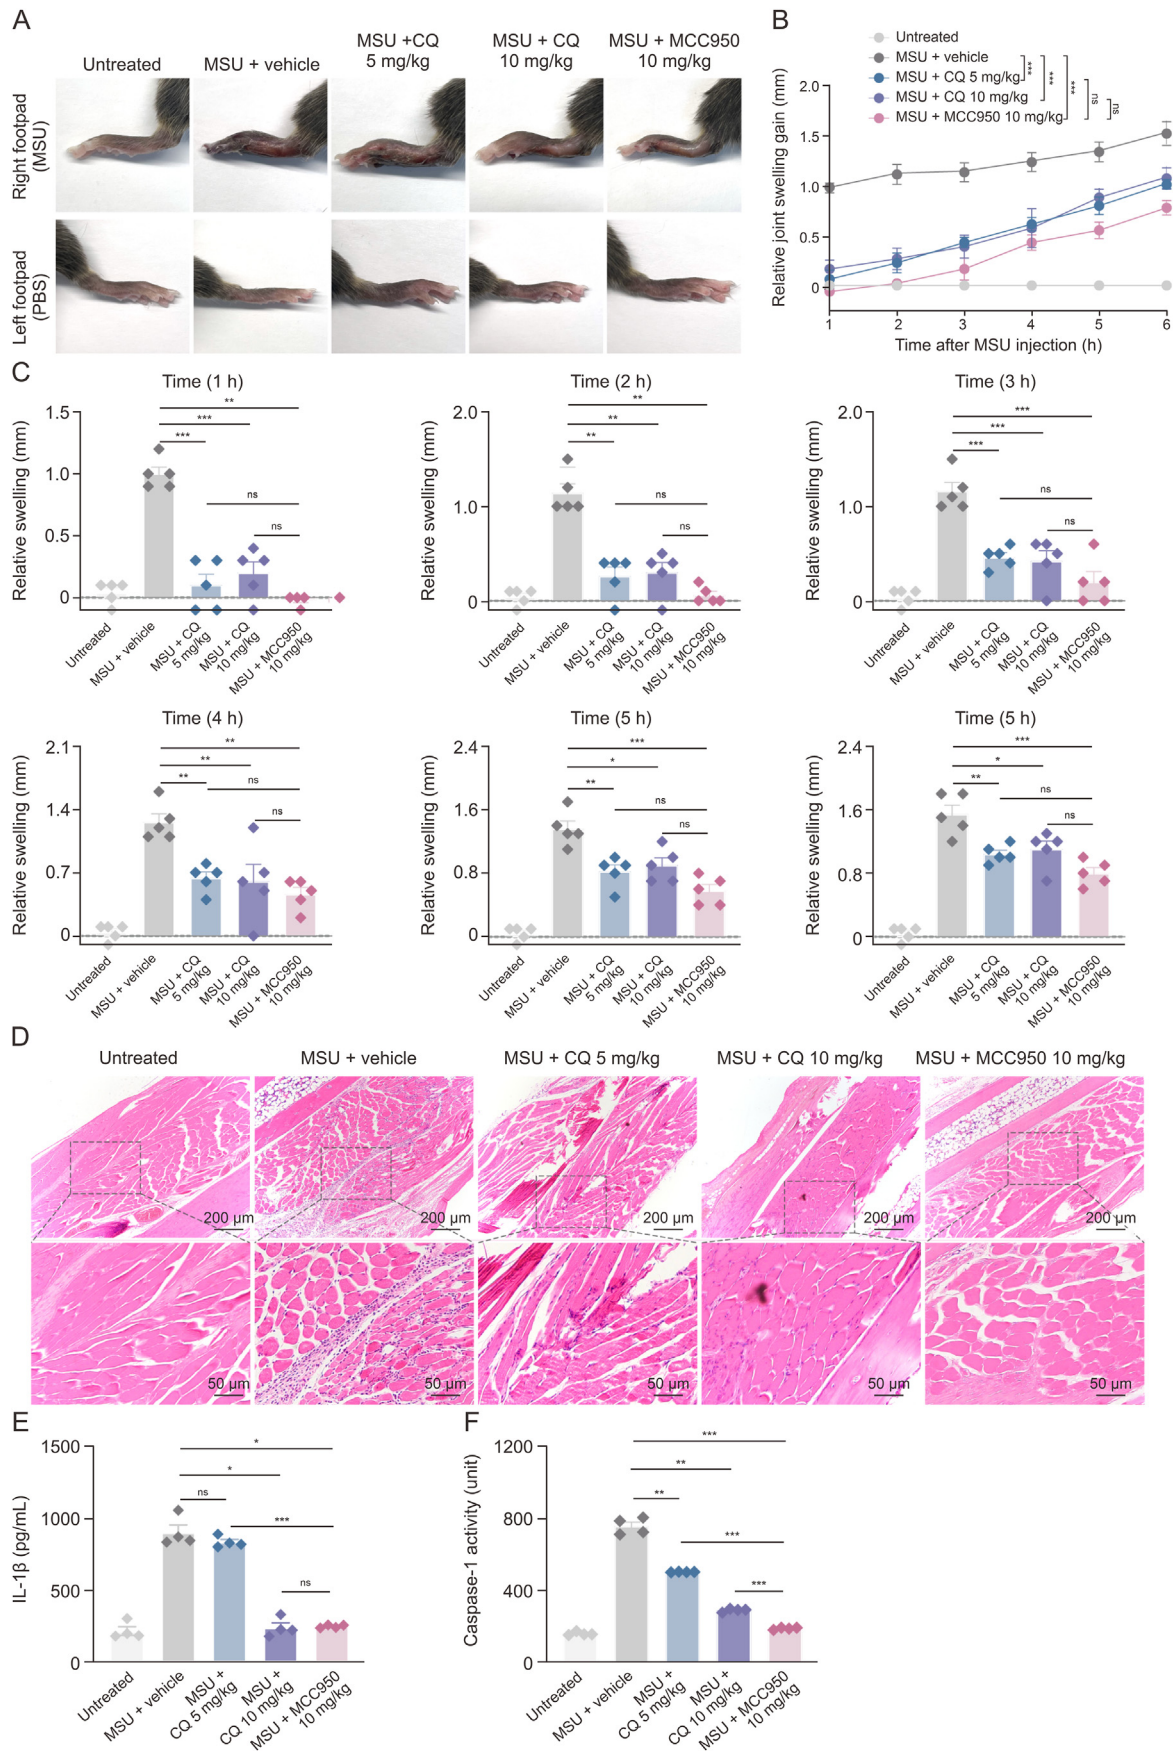 A
Untreated
MSU + vehicle
MSU +CQ
5 mg/kg
MSU + CQ
10 mg/kg
MSU + MCC950
10 mg/kg
Right footpad
(MSU)
Left footpad
(PBS)
B
Untreated
MSU + vehicle
MSU + CQ 5 mg/kg
MSU + CQ 10 mg/kg
MSU + MCC950 10 mg/kg
***
***
***
ns
ns
Relative joint swelling gain (mm)
2.0
1.5
1.0
0.5
0
1 2 3 4 5 6
Time after MSU injection (h)
C
Time (1 h)
Relative swelling (mm)
1.5
1.0
0.5
0
**
***
***
ns
ns
Untreated
MSU + vehicle
MSU + CQ
5 mg/kg
MSU + CQ
10 mg/kg
MSU + MCC950
10 mg/kg
Time (2 h)
Relative swelling (mm)
2.0
1.0
0
**
**
**
ns
ns
Untreated
MSU + vehicle
MSU + CQ
5 mg/kg
MSU + CQ
10 mg/kg
MSU + MCC950
10 mg/kg
Time (3 h)
Relative swelling (mm)
2.0
1.0
0
***
***
***
ns
ns
Untreated
MSU + vehicle
MSU + CQ
5 mg/kg
MSU + CQ
10 mg/kg
MSU + MCC950
10 mg/kg
Time (4 h)
Relative swelling (mm)
2.1
1.4
0.7
0
**
**
**
ns
ns
Untreated
MSU + vehicle
MSU + CQ
5 mg/kg
MSU + CQ
10 mg/kg
MSU + MCC950
10 mg/kg
Time (5 h)
Relative swelling (mm)
2.4
1.6
0.8
0
***
*
**
ns
ns
Untreated
MSU + vehicle
MSU + CQ
5 mg/kg
MSU + CQ
10 mg/kg
MSU + MCC950
10 mg/kg
Time (5 h)
Relative swelling (mm)
2.4
1.6
0.8
0
***
*
**
ns
ns
Untreated
MSU + vehicle
MSU + CQ
5 mg/kg
MSU + CQ
10 mg/kg
MSU + MCC950
10 mg/kg
D
Untreated
MSU + vehicle
MSU + CQ 5 mg/kg
MSU + CQ 10 mg/kg
MSU + MCC950 10 mg/kg
200 µm
200 µm
200 µm
200 µm
200 µm
50 µm
50 µm
50 µm
50 µm
50 µm
E
IL-1β (pg/mL)
1500
1000
500
0
*
*
ns
***
ns
Untreated
MSU + vehicle
MSU +
CQ 5 mg/kg
MSU +
CQ 10 mg/kg
MSU + MCC950
10 mg/kg
F
Caspase-1 activity (unit)
1200
800
400
0
***
**
**
***
***
Untreated
MSU + vehicle
MSU +
CQ 5 mg/kg
MSU +
CQ 10 mg/kg
MSU + MCC950
10 mg/kg